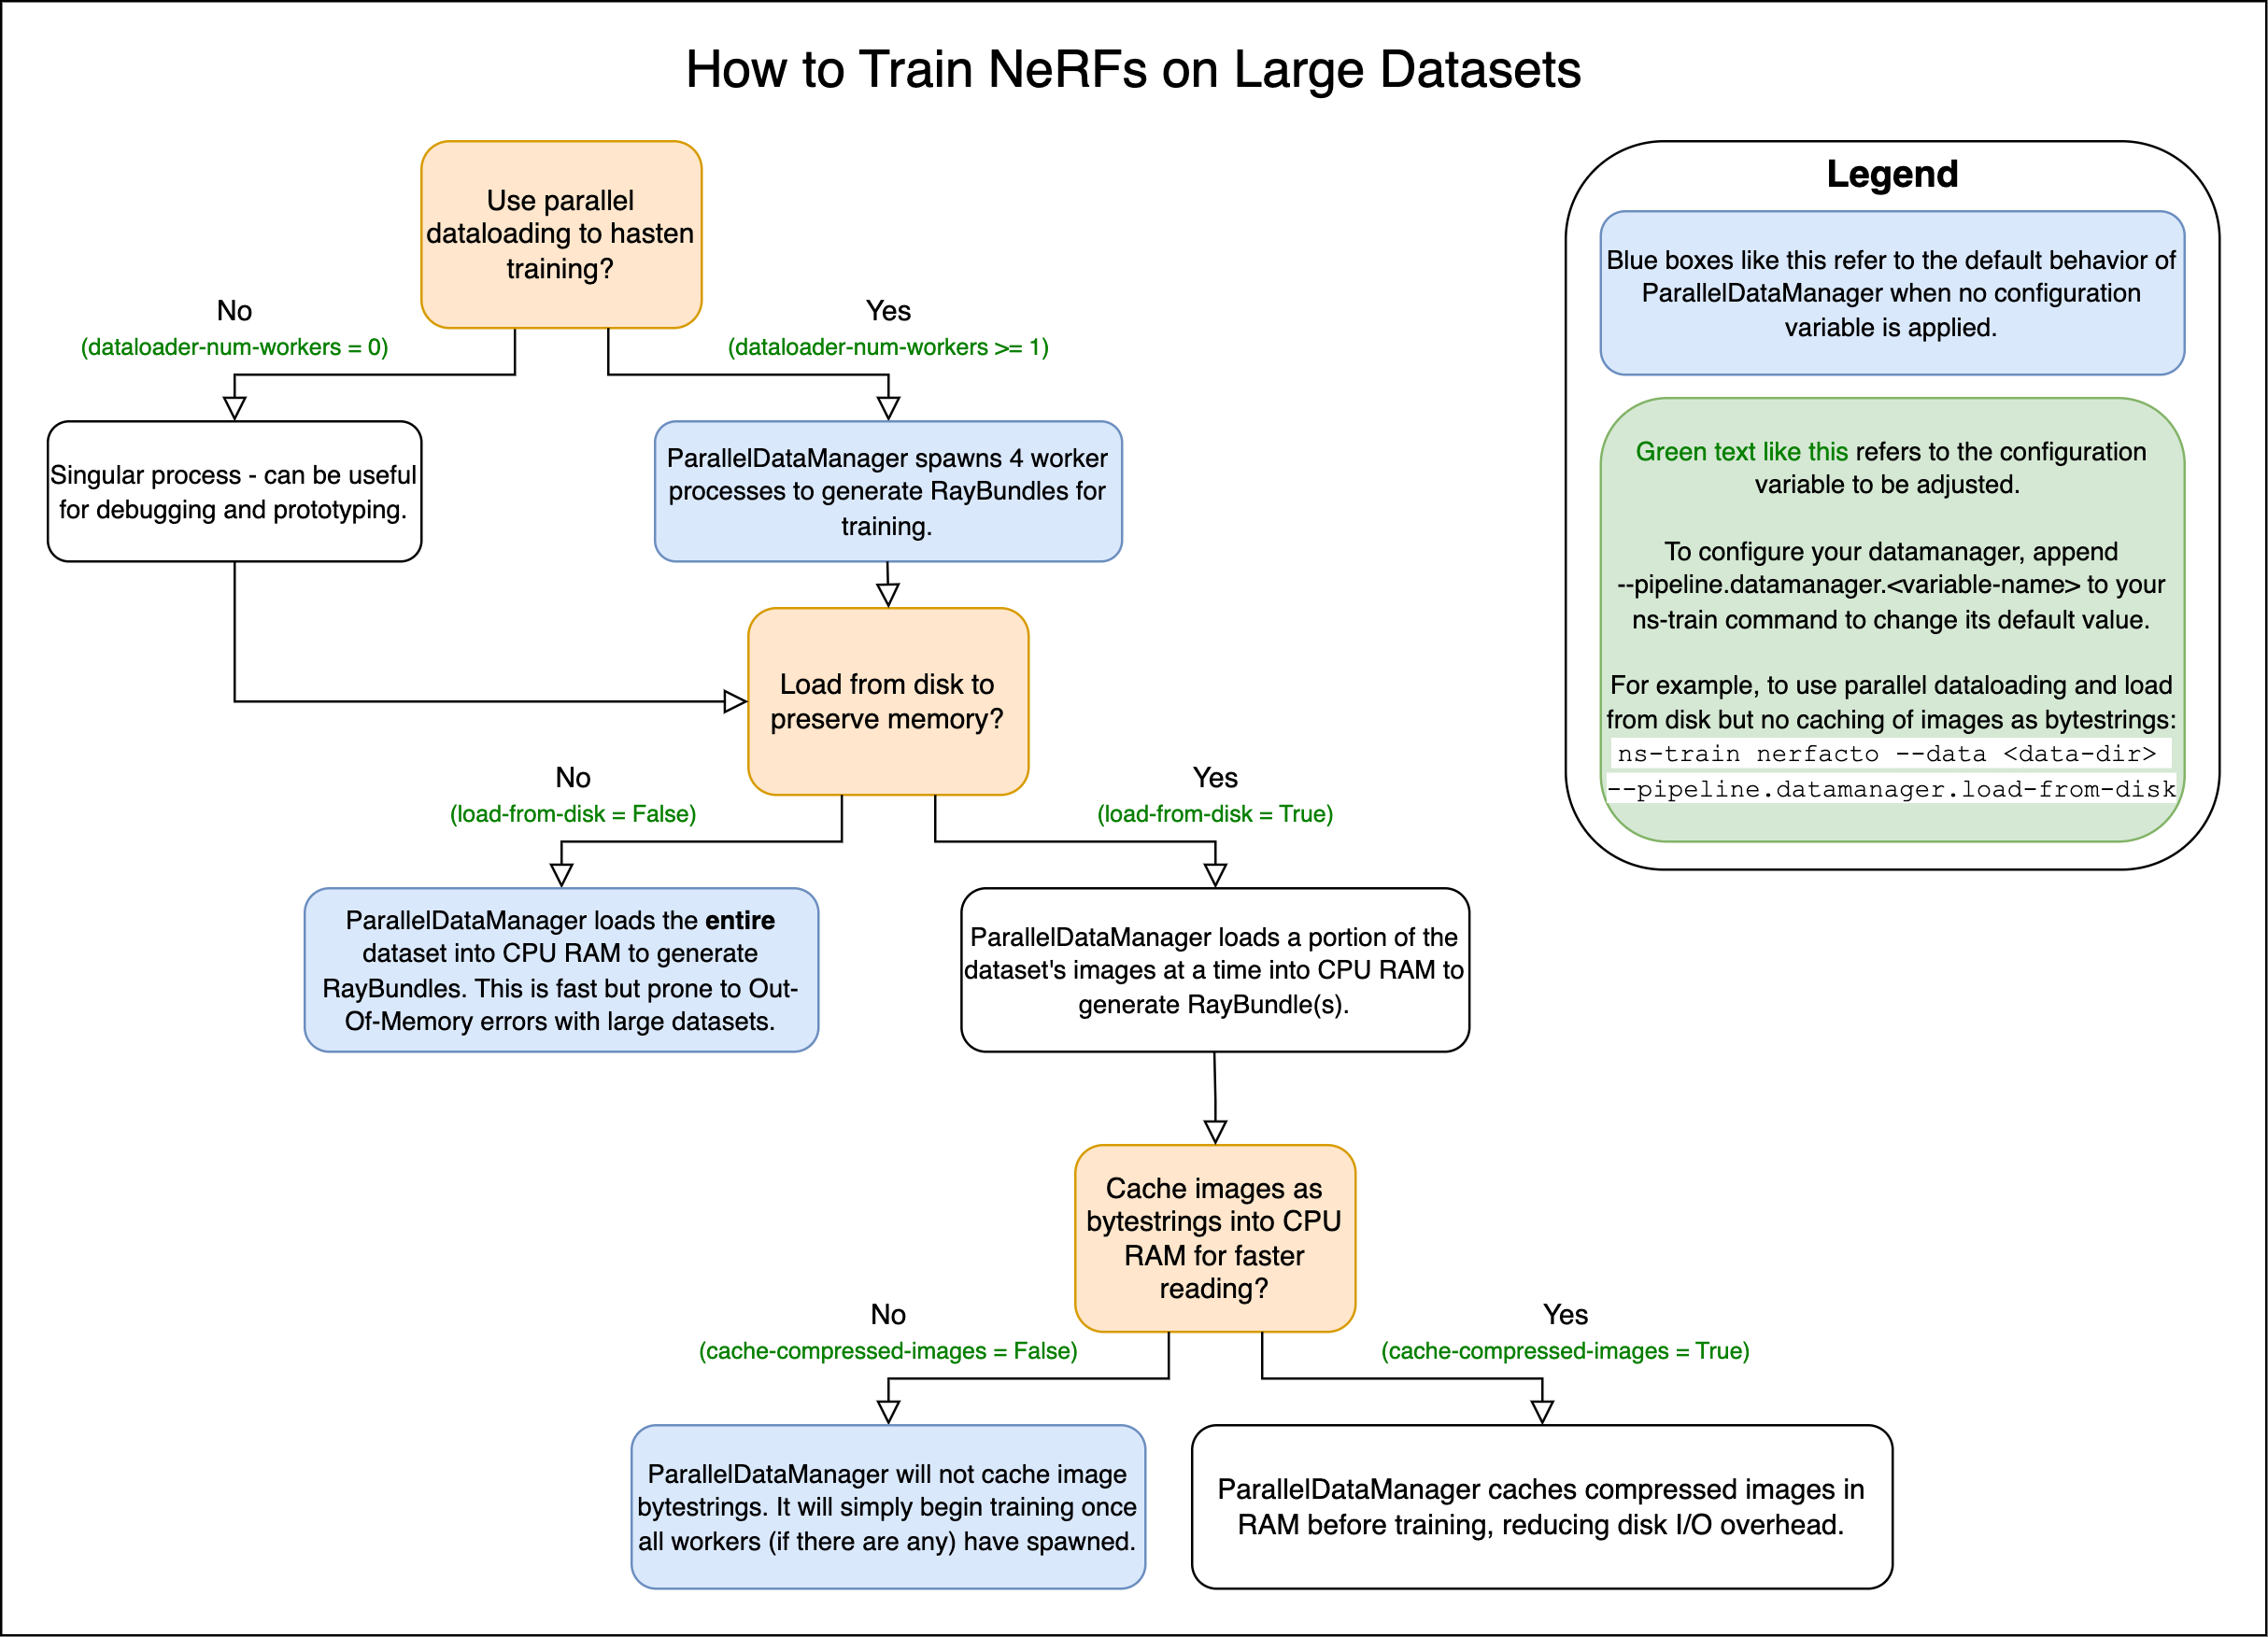 How to Train NeRFs on Large Datasets
Use parallel
dataloading to hasten
training?
No
(dataloader-num-workers = 0)
Yes
(dataloader-num-workers >= 1)
Singular process - can be useful
for debugging and prototyping.
ParallelDataManager spawns 4 worker
processes to generate RayBundles for
training.
Load from disk to
preserve memory?
No
(load-from-disk = False)
Yes
(load-from-disk = True)
ParallelDataManager loads the entire
dataset into CPU RAM to generate
RayBundles. This is fast but prone to Out-
Of-Memory errors with large datasets.
ParallelDataManager loads a portion of the
dataset's images at a time into CPU RAM to
generate RayBundle(s).
Cache images as
bytestrings into CPU
RAM for faster
reading?
No
(cache-compressed-images = False)
Yes
(cache-compressed-images = True)
ParallelDataManager will not cache image
bytestrings. It will simply begin training once
all workers (if there are any) have spawned.
ParallelDataManager caches compressed images in
RAM before training, reducing disk I/O overhead.
Legend
Blue boxes like this refer to the default behavior of
ParallelDataManager when no configuration
variable is applied.
Green text like this refers to the configuration
variable to be adjusted.
To configure your datamanager, append
--pipeline.datamanager.<variable-name> to your
ns-train command to change its default value.
For example, to use parallel dataloading and load
from disk but no caching of images as bytestrings:
ns-train nerfacto --data <data-dir>
--pipeline.datamanager.load-from-disk